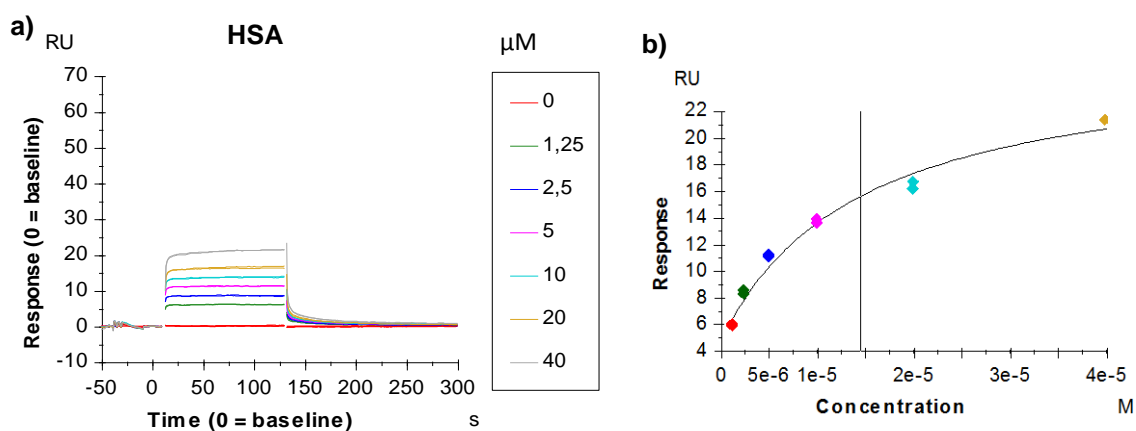 a)
RU
HSA
µM
Response (0 = baseline)
70
60
50
40
30
20
10
0
-10
-50
0
50
100
150
200
250
300
Time (0 = baseline)
s
0
1,25
2,5
5
10
20
40
b)
RU
Response
22
20
18
16
14
12
10
8
6
4
0
5e-6
1e-5
2e-5
3e-5
4e-5
Concentration
M